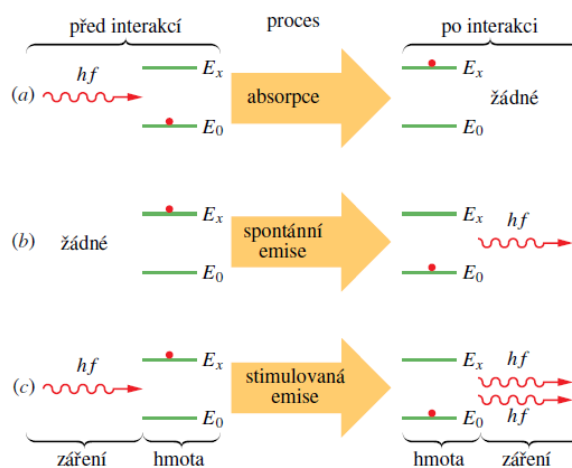 před interakcí proces po interakci
(a) hf E_x E_0 absorpce E_x E_0 žádné
(b) žádné E_x E_0 spontánní emise E_x E_0 hf
(c) hf E_x E_0 stimulovaná emise E_x E_0 hf hf
záření hmota hmota záření